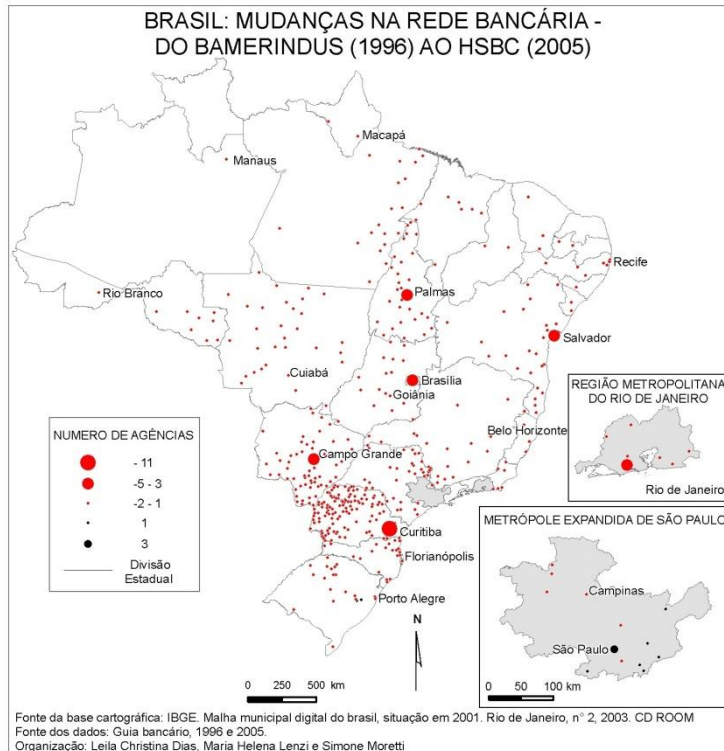 BRASIL: MUDANÇAS NA REDE BANCÁRIA -
DO BAMERINDUS (1996) AO HSBC (2005)
Macapá
Manaus
Recife
Rio Branco
Palmas
Salvador
Cuiabá
Brasília
Goiânia
Belo Horizonte
Campo Grande
Curitiba
Florianópolis
Porto Alegre
NUMERO DE AGÊNCIAS
- 11
-5 - 3
-2 - 1
1
3
Divisão
Estadual
REGIÃO METROPOLITANA
DO RIO DE JANEIRO
Rio de Janeiro
METRÓPOLE EXPANDIDA DE SÃO PAULO
Campinas
São Paulo
0 50 100 km
N
0 250 500 km
Fonte da base cartográfica: IBGE. Malha municipal digital do brasil, situação em 2001. Rio de Janeiro, n° 2, 2003. CD ROOM
Fonte dos dados: Guia bancário, 1996 e 2005.
Organização: Leila Christina Dias, Maria Helena Lenzi e Simone Moretti